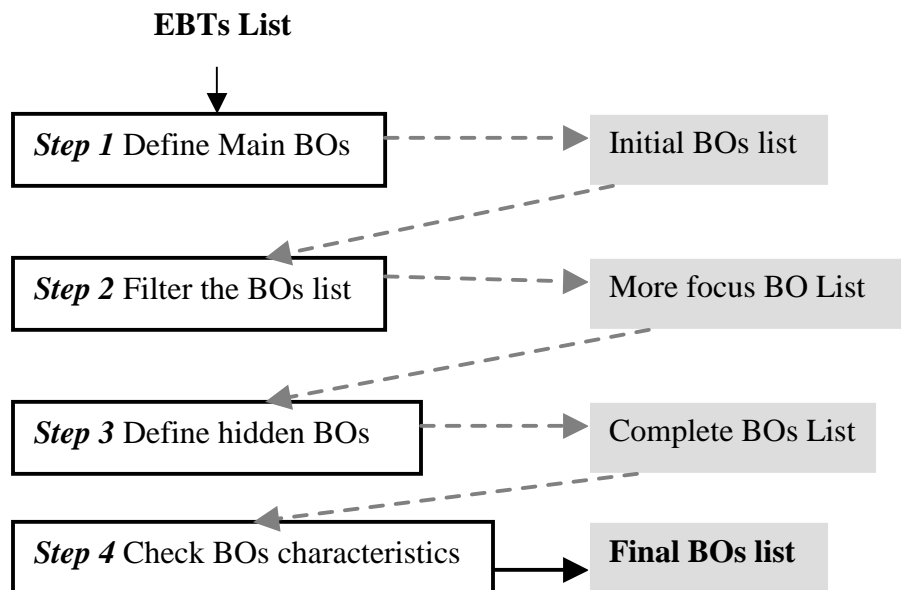 EBTs List
Step 1 Define Main BOs
Initial BOs list
Step 2 Filter the BOs list
More focus BO List
Step 3 Define hidden BOs
Complete BOs List
Step 4 Check BOs characteristics
Final BOs list